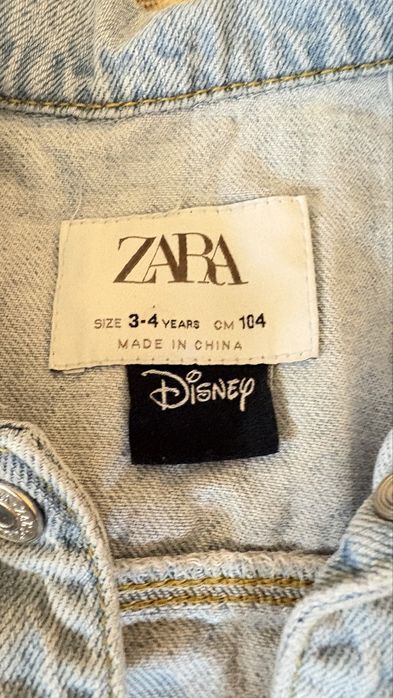 ZARA
SIZE 3-4 YEARS CM 104
MADE IN CHINA
Disney